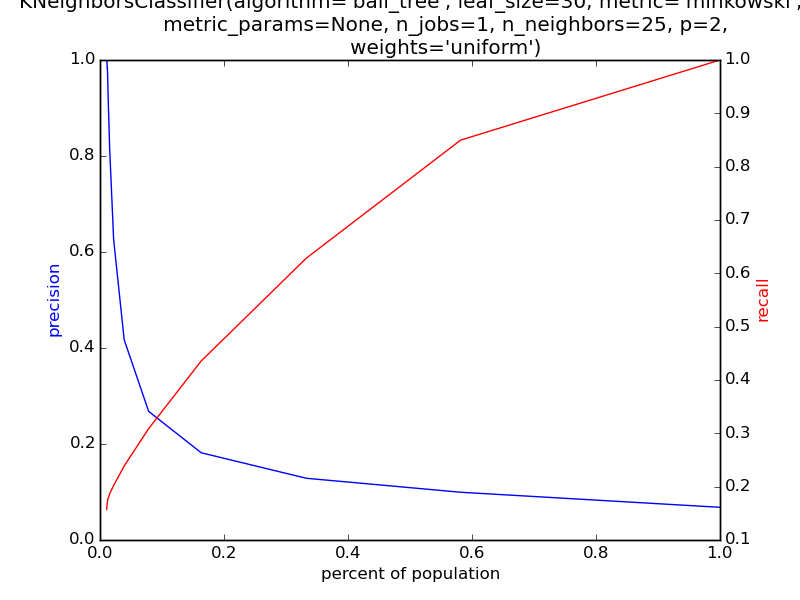 KNeighborsClassifier(algorithm='ball_tree', leaf_size=30, metric='minkowski',
metric_params=None, n_jobs=1, n_neighbors=25, p=2,
weights='uniform')
1.0
0.8
0.6
0.4
0.2
0.0
precision
1.0
0.9
0.8
0.7
0.6
0.5
0.4
0.3
0.2
0.1
recall
0.0 0.2 0.4 0.6 0.8 1.0
percent of population